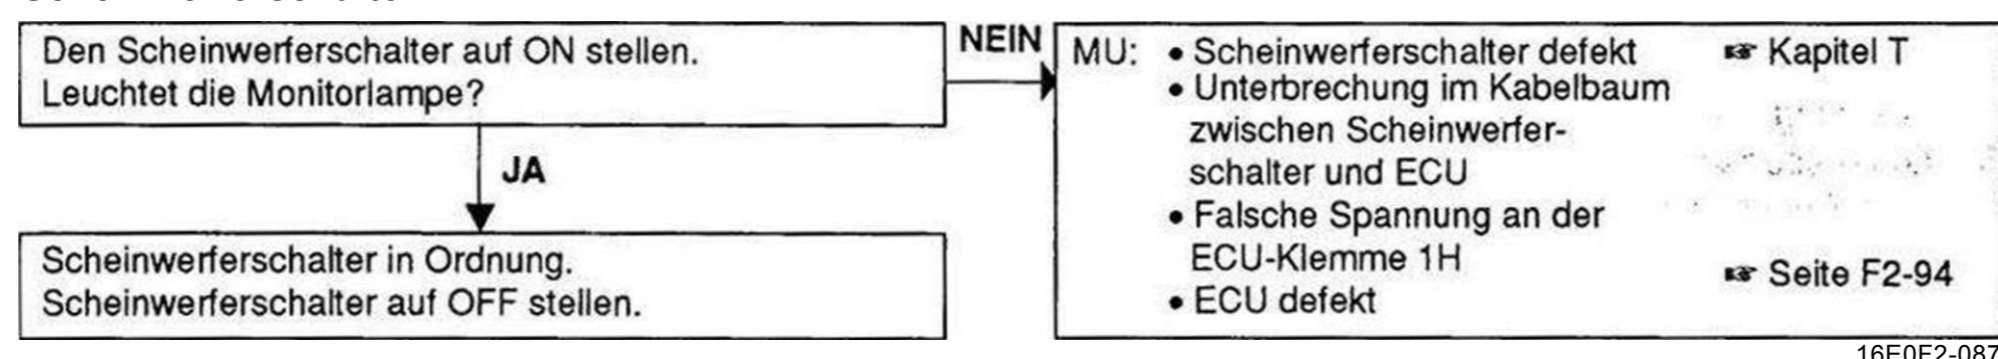 Den Scheinwerferschalter auf ON stellen.
Leuchtet die Monitorlampe?
NEIN
MU: • Scheinwerferschalter defekt ☞ Kapitel T
• Unterbrechung im Kabelbaum
zwischen Scheinwerfer-
schalter und ECU
• Falsche Spannung an der
ECU-Klemme 1H
☞ Seite F2-94
• ECU defekt
JA
Scheinwerferschalter in Ordnung.
Scheinwerferschalter auf OFF stellen.
16E0F2-087